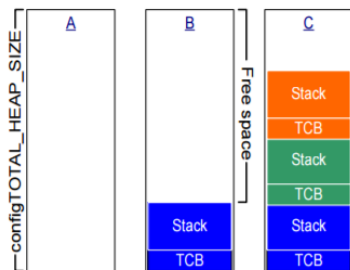 A
B
C
configTOTAL_HEAP_SIZE
Free space
Stack
TCB
Stack
TCB
Stack
TCB
Stack
TCB